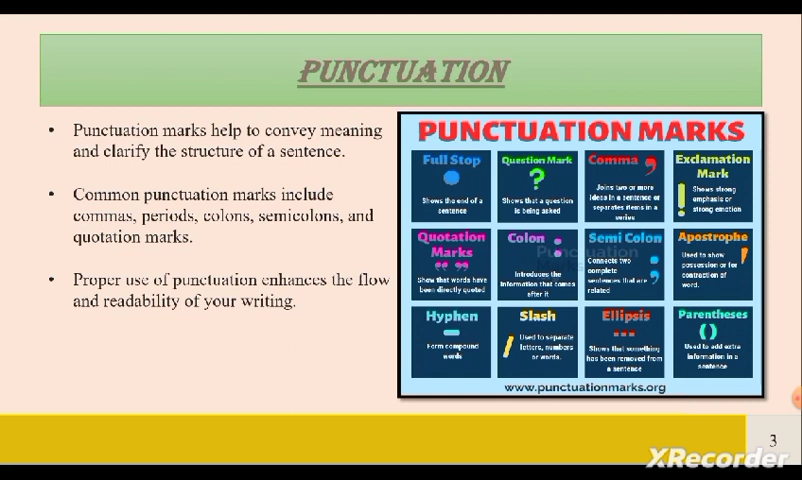 PUNCTUATION
• Punctuation marks help to convey meaning
and clarify the structure of a sentence.
• Common punctuation marks include
commas, periods, colons, semicolons, and
quotation marks.
• Proper use of punctuation enhances the flow
and readability of your writing.
PUNCTUATION MARKS
Full Stop
Shows the end of a
sentence
Question Mark
?
Shows that a question
is being asked
Comma
,
Joins two or more
ideas in a sentence or
separates items in a
series
Exclamation
Mark
!
Shows strong
emphasis or
strong emotion
Quotation
Marks
“ ”
Show that words have
been directly quoted
Colon
:
Introduces the
information that comes
after it
Semi Colon
;
Connects two
complete
sentences that are
related
Apostrophe
'
Used to show
possession or for
contraction of
word.
Hyphen
-
Form compound
words
Slash
/
Used to separate
letters, numbers
or words.
Ellipsis
...
Shows that something
has been removed from
a sentence
Parentheses
()
Used to add extra
information in a
sentence
www.punctuationmarks.org
3
XRecorder